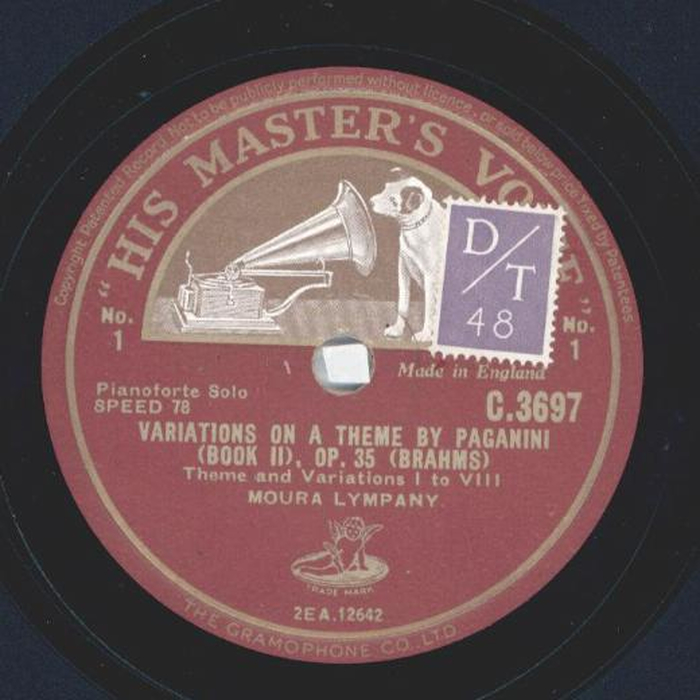 Copyright Patented Record Not to be publicly performed without licence, or sold below price fixed by Patentees.
"HIS MASTER'S VO E"
D/T
48
No.
1
No.
1
Made in England
Pianoforte Solo
SPEED 78
C.3697
VARIATIONS ON A THEME BY PAGANINI
(BOOK II), OP. 35 (BRAHMS)
Theme and Variations I to VIII
MOURA LYMPANY
TRADE MARK
2EA.12642
THE GRAMOPHONE CO., LTD.